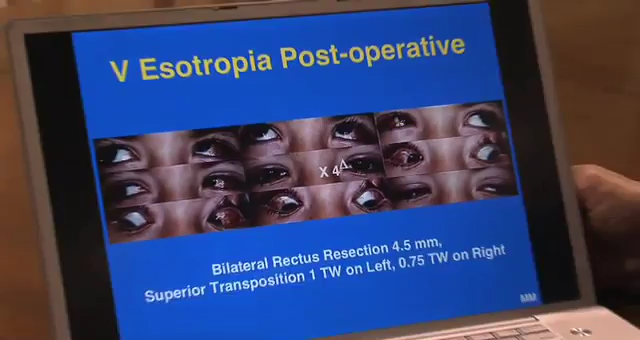 V Esotropia Post-operative
X 4Δ
Bilateral Rectus Resection 4.5 mm,
Superior Transposition 1 TW on Left, 0.75 TW on Right
MM